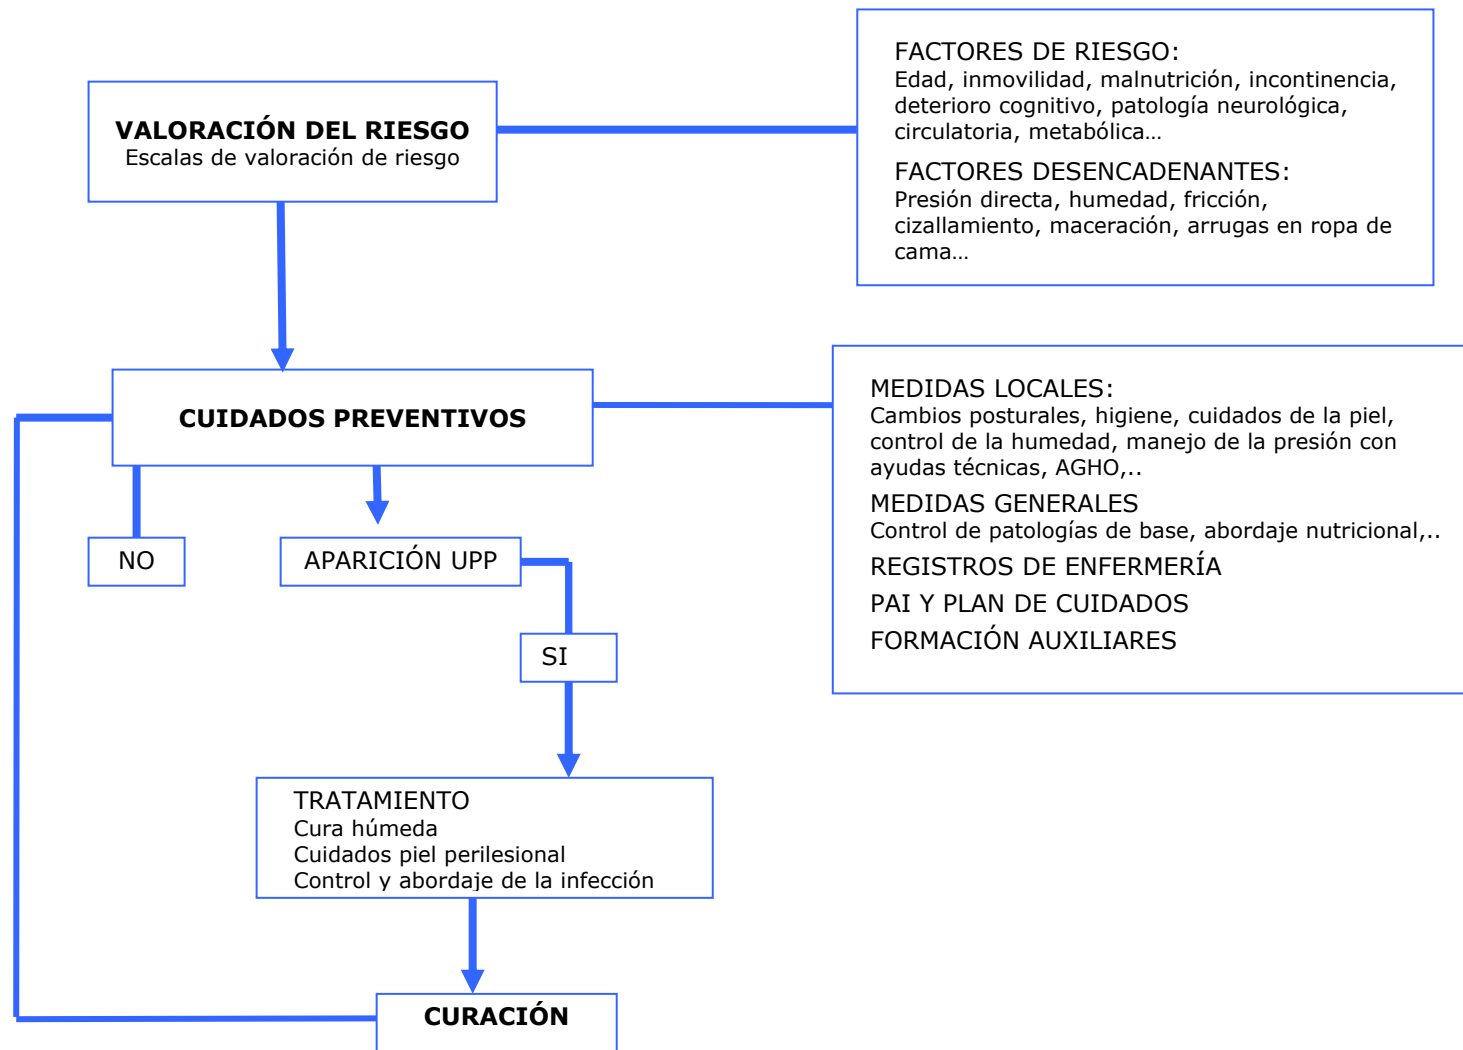 VALORACIÓN DEL RIESGO
Escalas de valoración de riesgo
FACTORES DE RIESGO:
Edad, inmovilidad, malnutrición, incontinencia,
deterioro cognitivo, patología neurológica,
circulatoria, metabólica…
FACTORES DESENCADENANTES:
Presión directa, humedad, fricción,
cizallamiento, maceración, arrugas en ropa de
cama…
CUIDADOS PREVENTIVOS
MEDIDAS LOCALES:
Cambios posturales, higiene, cuidados de la piel,
control de la humedad, manejo de la presión con
ayudas técnicas, AGHO,..
MEDIDAS GENERALES
Control de patologías de base, abordaje nutricional,..
REGISTROS DE ENFERMERÍA
PAI Y PLAN DE CUIDADOS
FORMACIÓN AUXILIARES
NO
APARICIÓN UPP
SI
TRATAMIENTO
Cura húmeda
Cuidados piel perilesional
Control y abordaje de la infección
CURACIÓN